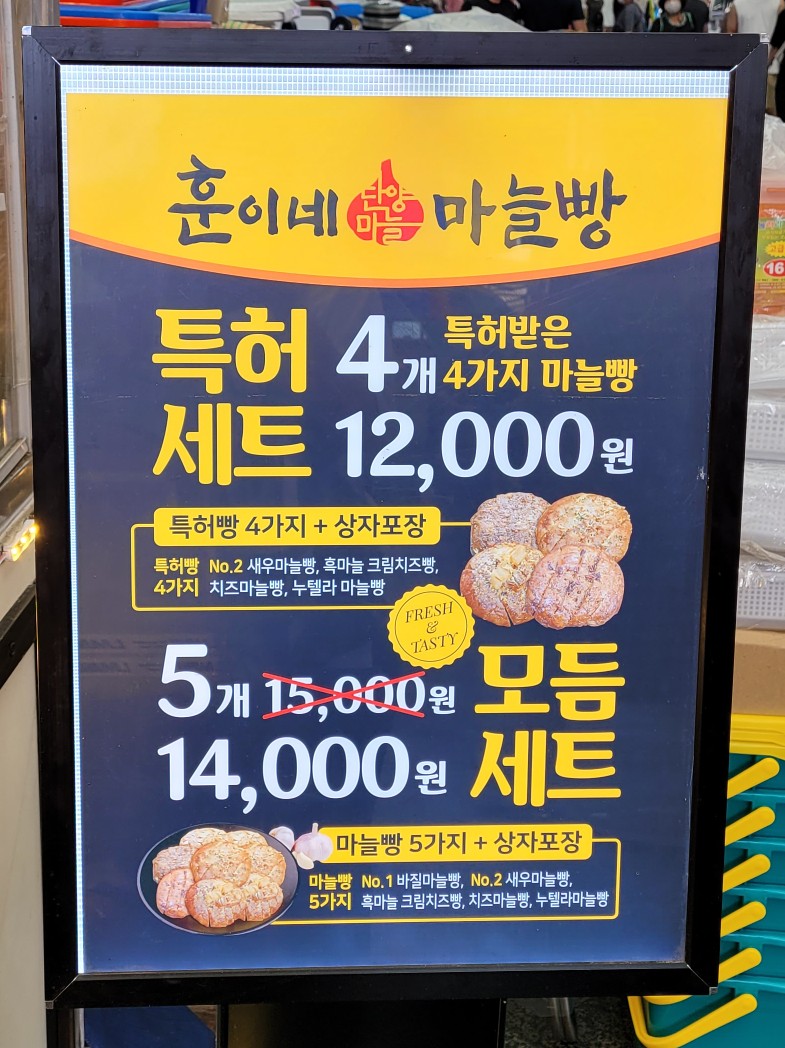 훈이네 단양 마늘 마늘빵
특허 세트
4개 특허받은 4가지 마늘빵
12,000원
특허빵 4가지 + 상자포장
특허빵 4가지
No.2 새우마늘빵, 흑마늘 크림치즈빵,
치즈마늘빵, 누텔라 마늘빵
FRESH
&
TASTY
5개 15,000원
14,000원
모듬 세트
마늘빵 5가지 + 상자포장
마늘빵 5가지
No.1 바질마늘빵, No.2 새우마늘빵,
흑마늘 크림치즈빵, 치즈마늘빵, 누텔라마늘빵
16